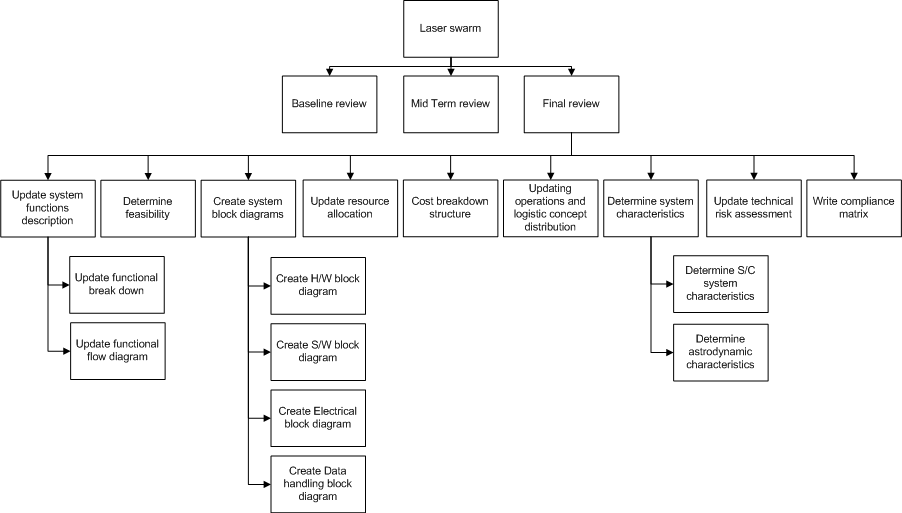 Laser swarm
Baseline review
Mid Term review
Final review
Update system
functions
description
Determine
feasibility
Create system
block diagrams
Update resource
allocation
Cost breakdown
structure
Updating
operations and
logistic concept
distribution
Determine system
characteristics
Update technical
risk assessment
Write compliance
matrix
Update functional
break down
Update functional
flow diagram
Create H/W block
diagram
Create S/W block
diagram
Create Electrical
block diagram
Create Data
handling block
diagram
Determine S/C
system
characteristics
Determine
astrodynamic
characteristics